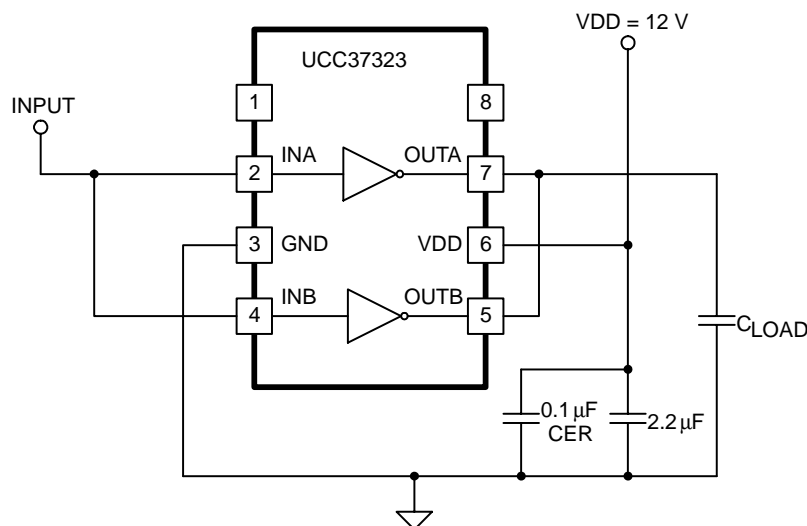 VDD = 12 V
UCC37323
INPUT
1
8
INA
OUTA
2
7
3
GND
VDD
6
INB
OUTB
4
5
CLOAD
0.1 µF
CER
2.2 µF